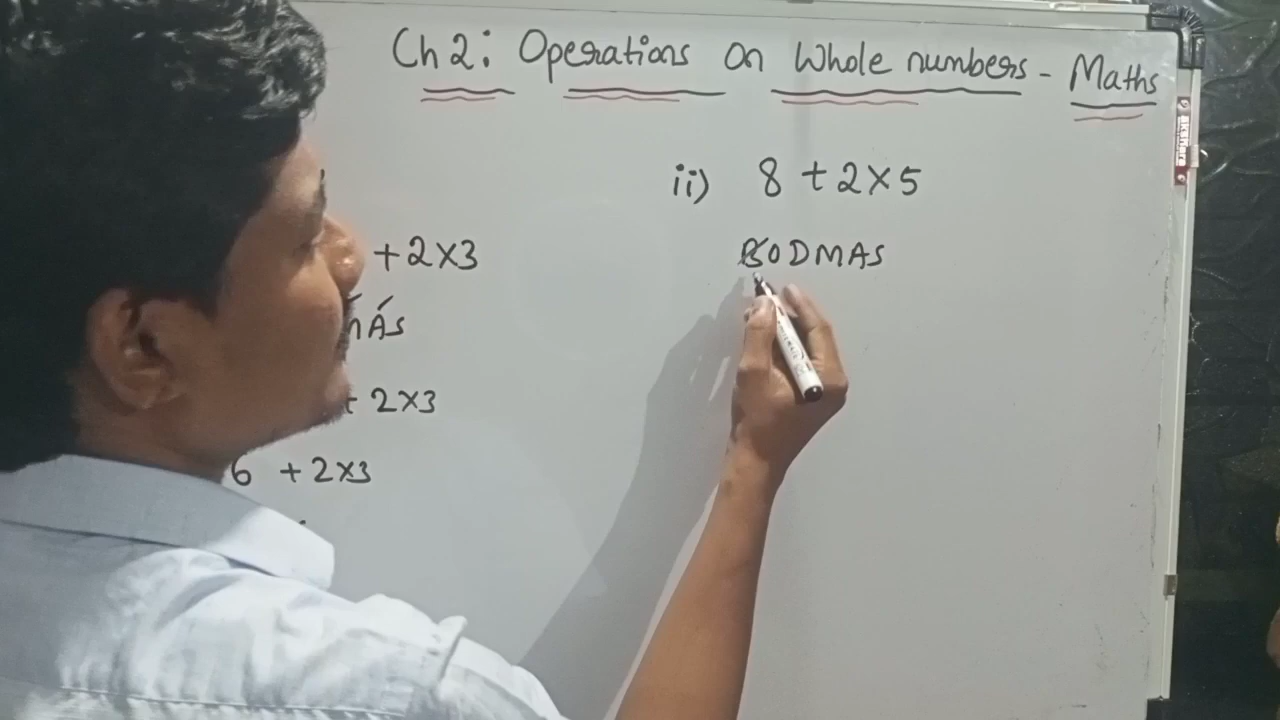 Ch 2: Operations On Whole numbers - Maths
+2×3
ÁS
2×3
6 +2×3
ii) 8 +2×5
BODMAS